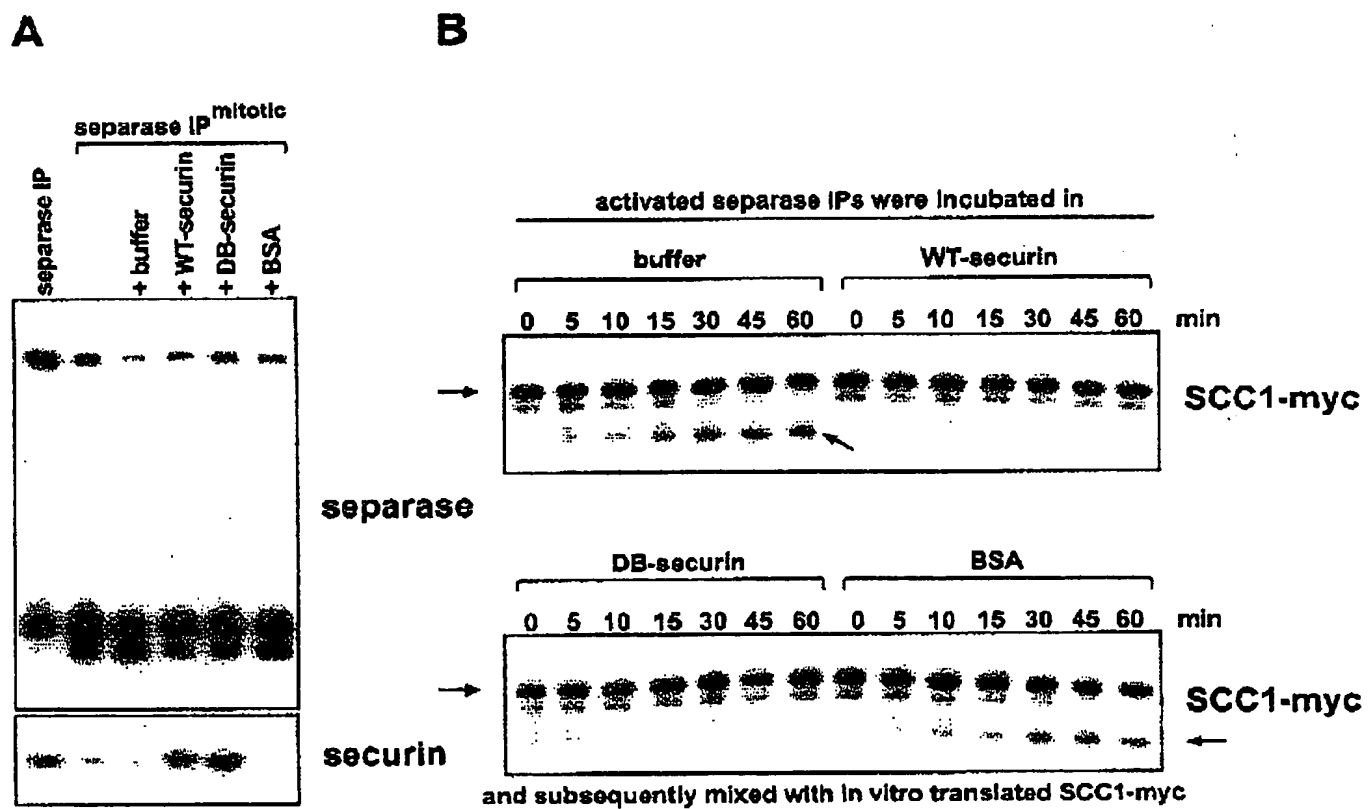 A
B
separase IP mitotic
separase IP
+ buffer
+ WT-securin
+ DB-securin
+ BSA
separase
securin
activated separase IPs were incubated in
buffer
WT-securin
0 5 10 15 30 45 60 0 5 10 15 30 45 60 min
SCC1-myc
DB-securin
BSA
0 5 10 15 30 45 60 0 5 10 15 30 45 60 min
SCC1-myc
and subsequently mixed with in vitro translated SCC1-myc